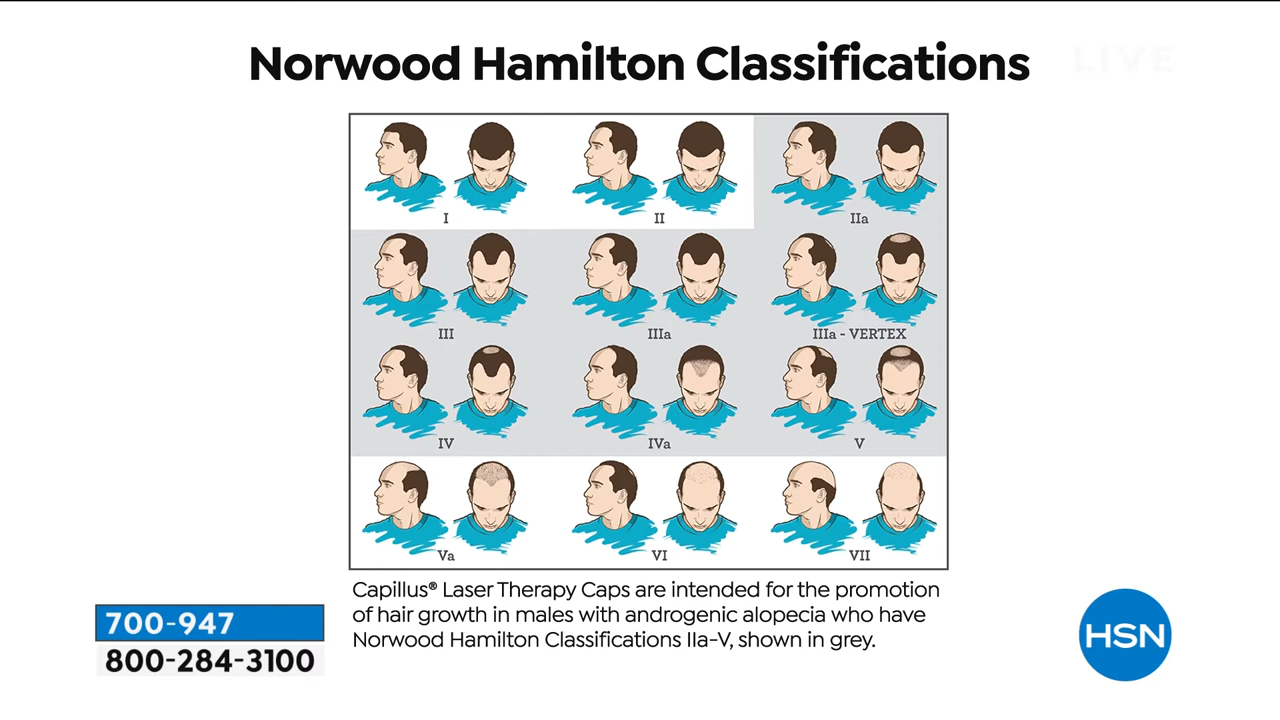 Norwood Hamilton Classifications
LIVE
I
II
IIa
III
IIIa
IIIa - VERTEX
IV
IVa
V
Va
VI
VII
Capillus® Laser Therapy Caps are intended for the promotion
of hair growth in males with androgenic alopecia who have
Norwood Hamilton Classifications IIa-V, shown in grey.
700-947
800-284-3100
HSN